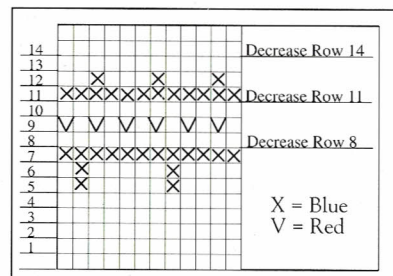 14 Decrease Row 14
13
12 X X X
11 X X X X X X X X X X X X Decrease Row 11
10
9 V V V V V V
8 Decrease Row 8
7 X X X X X X X X X X X X
6 X X
5 X X
4
3
2
1
X = Blue
V = Red